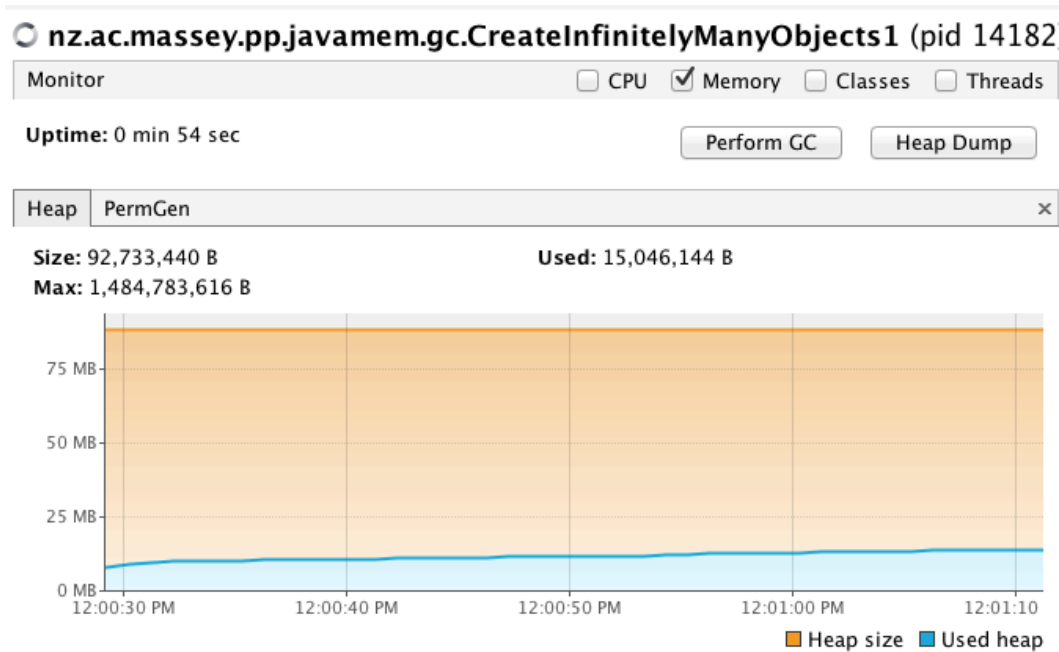 nz.ac.massey.pp.javamem.gc.CreateInfinitelyManyObjects1 (pid 14182)
Monitor CPU Memory Classes Threads
Uptime: 0 min 54 sec Perform GC Heap Dump
Heap PermGen ×
Size: 92,733,440 B Used: 15,046,144 B
Max: 1,484,783,616 B
75 MB
50 MB
25 MB
0 MB
12:00:30 PM 12:00:40 PM 12:00:50 PM 12:01:00 PM 12:01:10
Heap size Used heap